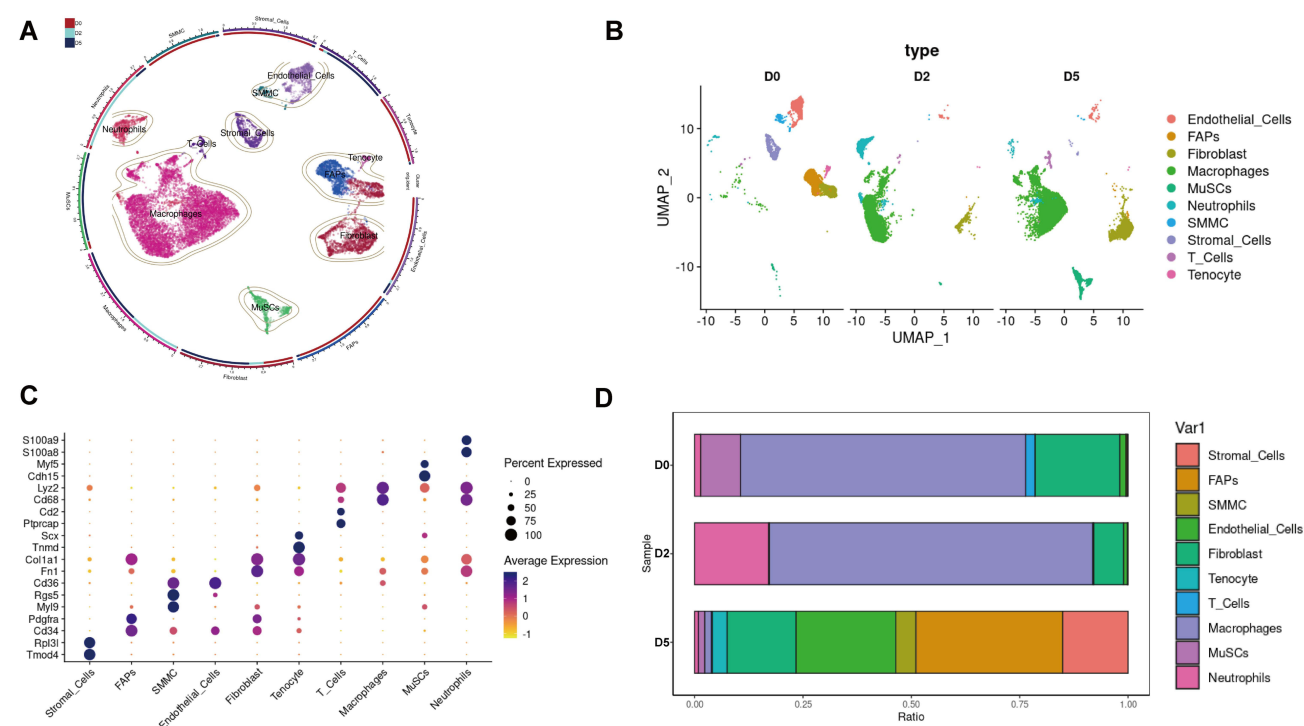 A
D0
D2
D5
Stromal_Cells
SMMC
T_Cells
Neutrophils
Tenocyte
MuSCs
Endothelial_Cells
Macrophages
FAPs
Fibroblast
Endothelial_Cells
SMMC
Neutrophils
Stromal_Cells
T_Cells
Tenocyte
FAPs
Macrophages
Fibroblast
MuSCs
B
type
D0
D2
D5
UMAP_2
10
0
-10
-10
-5
0
5
10
-10
-5
0
5
10
-10
-5
0
5
10
UMAP_1
Endothelial_Cells
FAPs
Fibroblast
Macrophages
MuSCs
Neutrophils
SMMC
Stromal_Cells
T_Cells
Tenocyte
C
S100a9
S100a8
Myf5
Cdh15
Lyz2
Cd68
Cd2
Ptprcap
Scx
Tnmd
Col1a1
Fn1
Cd36
Rgs5
Myl9
Pdgfra
Cd34
Rpl3l
Tmod4
Stromal_Cells
FAPs
SMMC
Endothelial_Cells
Fibroblast
Tenocyte
T_Cells
Macrophages
MuSCs
Neutrophils
Percent Expressed
0
25
50
75
100
Average Expression
2
1
0
-1
D
Sample
D0
D2
D5
0.00
0.25
0.50
0.75
1.00
Ratio
Var1
Stromal_Cells
FAPs
SMMC
Endothelial_Cells
Fibroblast
Tenocyte
T_Cells
Macrophages
MuSCs
Neutrophils